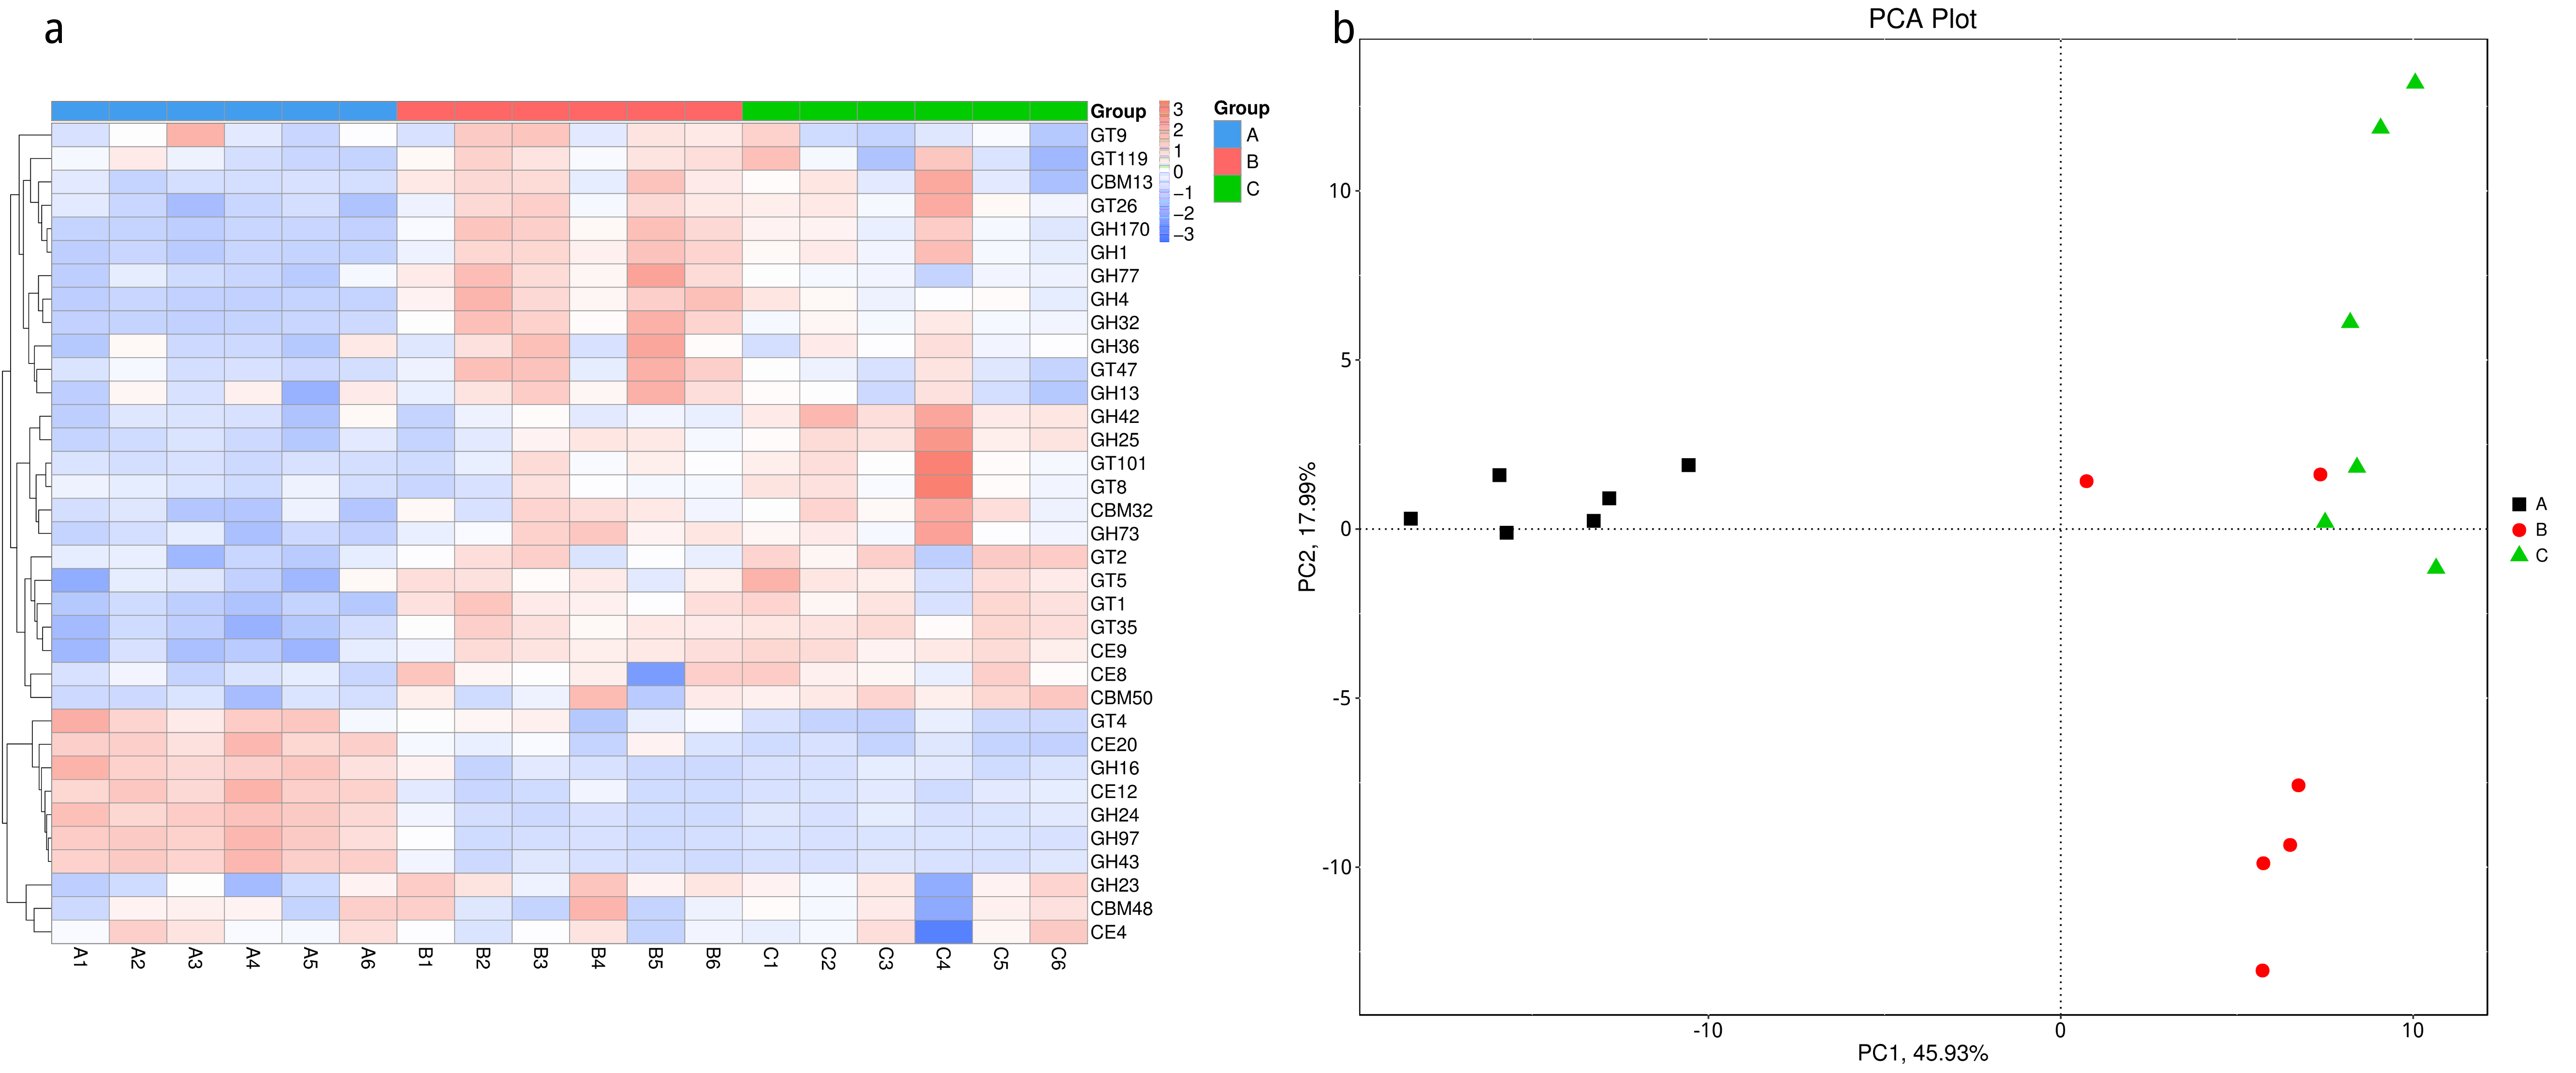 a
Group
GT9
GT119
CBM13
GT26
GH170
GH1
GH77
GH4
GH32
GH36
GT47
GH13
GH42
GH25
GT101
GT8
CBM32
GH73
GT2
GT5
GT1
GT35
CE9
CE8
CBM50
GT4
CE20
GH16
CE12
GH24
GH97
GH43
GH23
CBM48
CE4
A1 A2 A3 A4 A5 A6 B1 B2 B3 B4 B5 B6 C1 C2 C3 C4 C5 C6
3
2
1
0
−1
−2
−3
Group
A
B
C
b
PCA Plot
PC2, 17.99%
10
5
0
-5
-10
-10 0 10
PC1, 45.93%
A
B
C